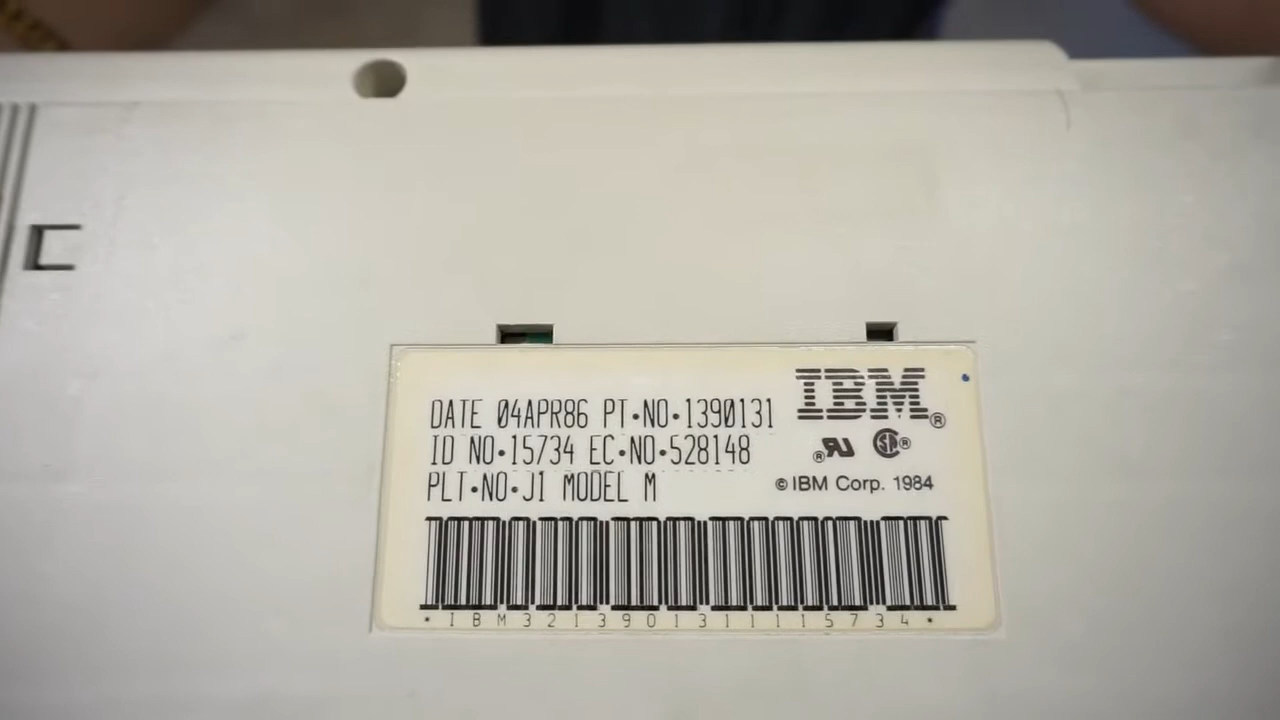 DATE 04APR86 PT•NO•1390131
IBM®
ID NO•15734 EC•NO•528148
PLT•NO•J1 MODEL M
© IBM Corp. 1984
•IBM3213901311115734•